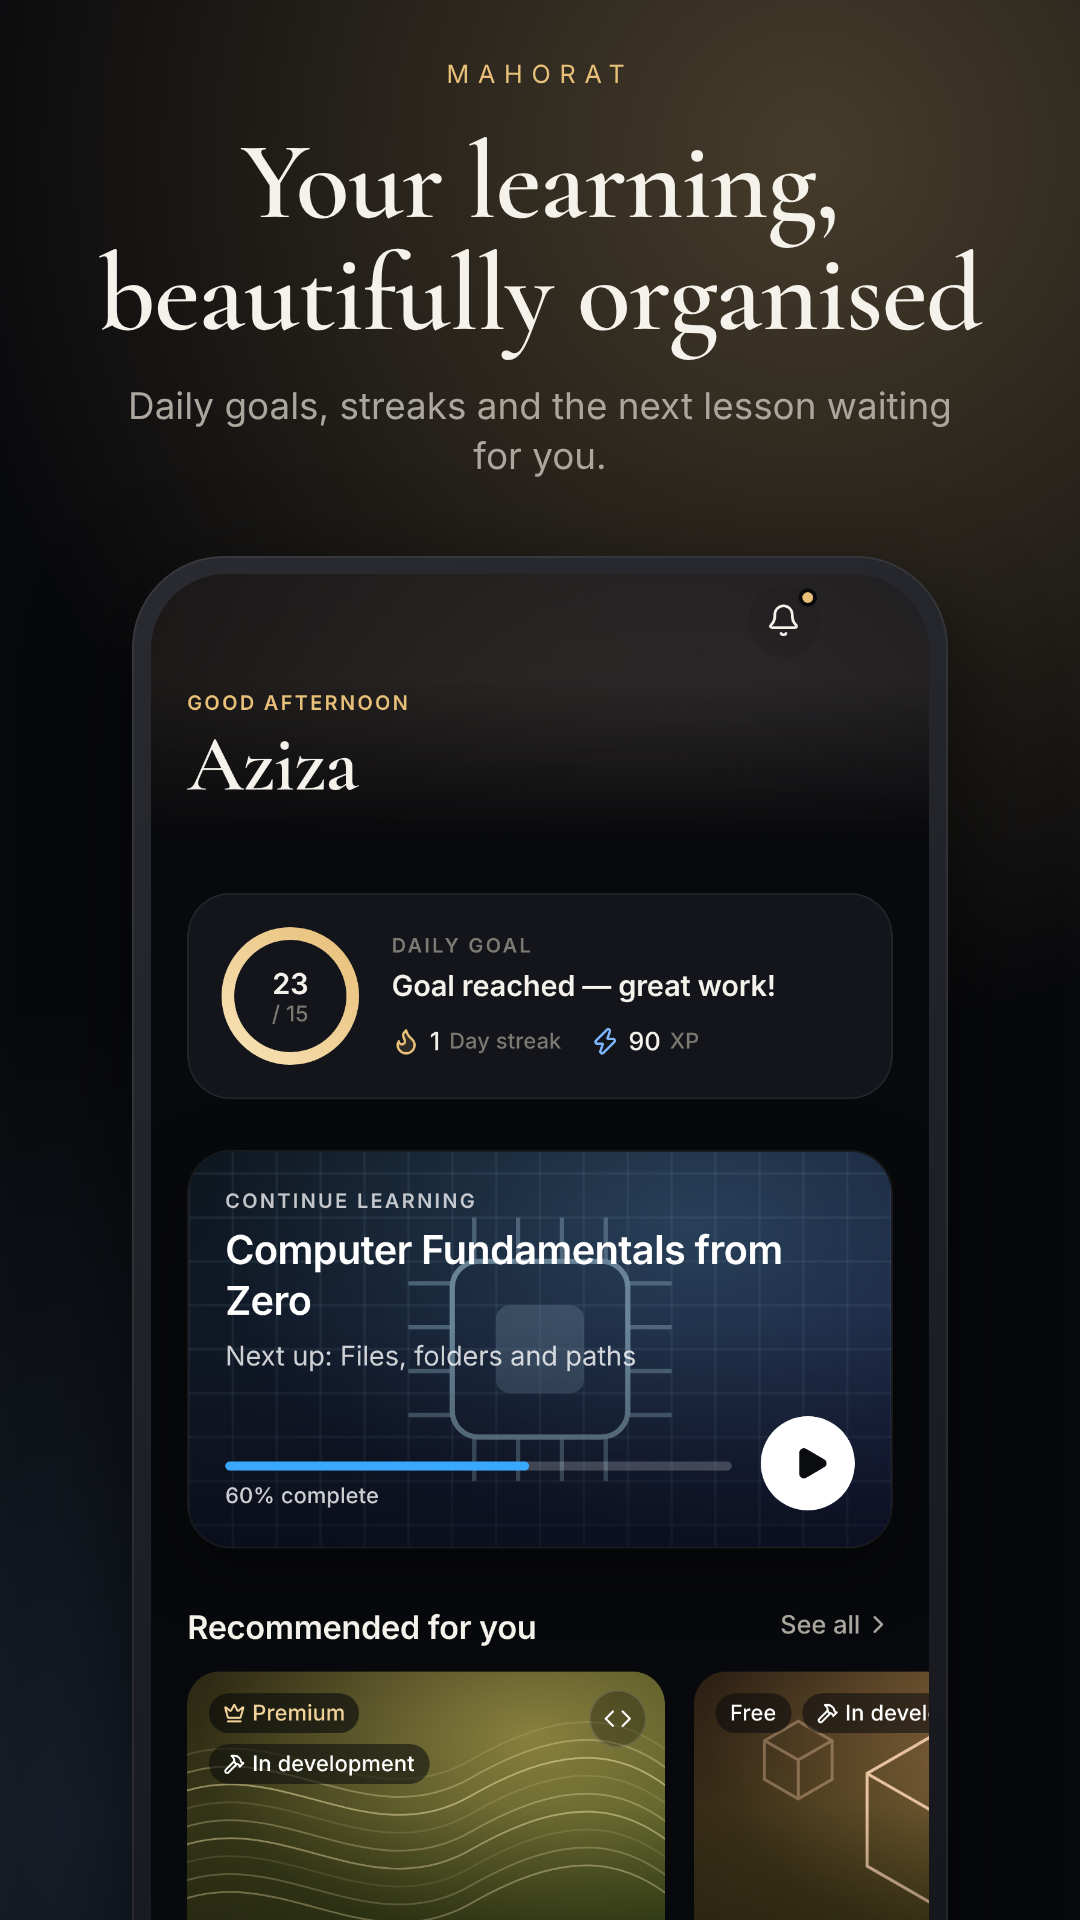 MAHORAT
Your learning,
beautifully organised
Daily goals, streaks and the next lesson waiting
for you.
GOOD AFTERNOON
Aziza
23
/ 15
DAILY GOAL
Goal reached — great work!
1 Day streak 90 XP
CONTINUE LEARNING
Computer Fundamentals from
Zero
Next up: Files, folders and paths
60% complete
Recommended for you
See all
Premium
In development
Free
In devel